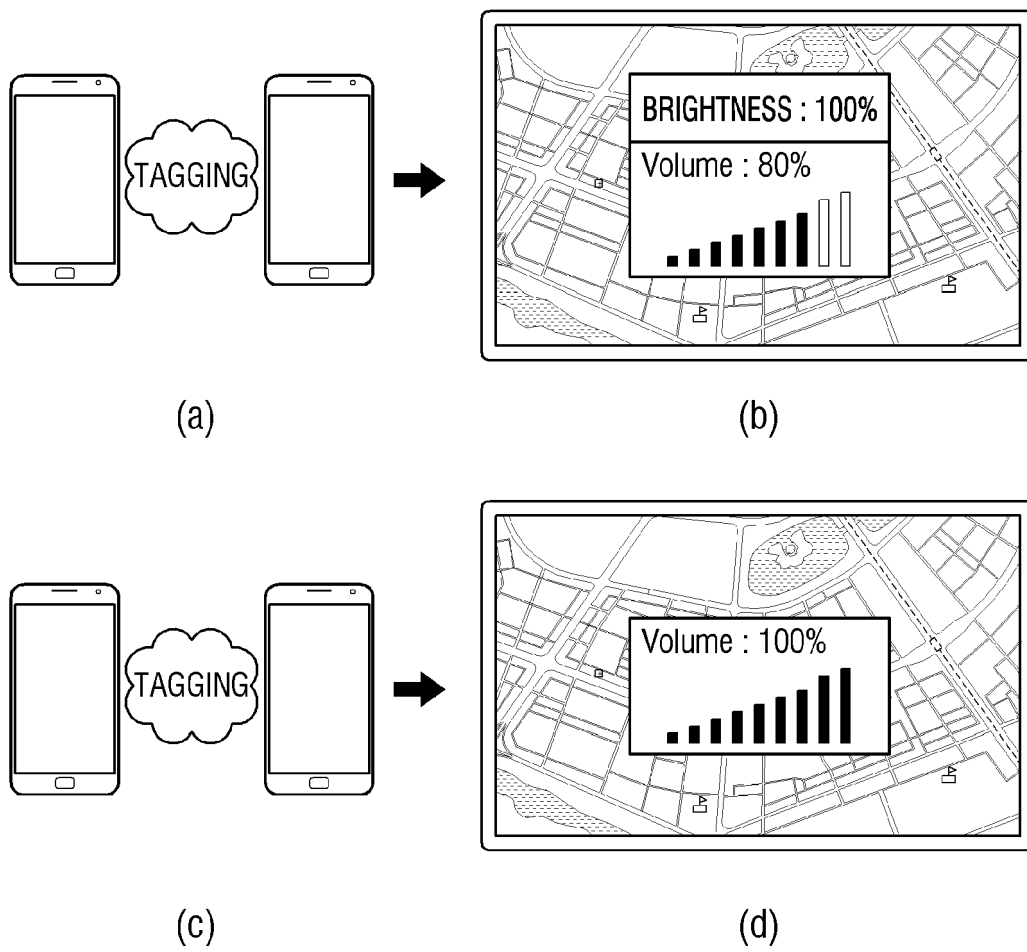 TAGGING
BRIGHTNESS : 100%
Volume : 80%
(a)
(b)
TAGGING
Volume : 100%
(c)
(d)